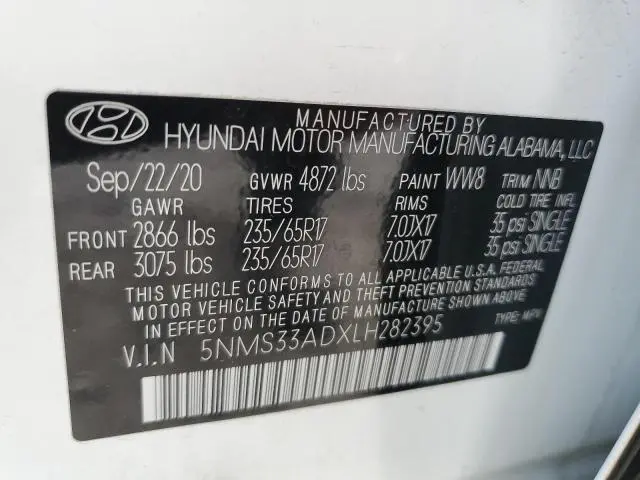 MANUFACTURED BY
HYUNDAI MOTOR MANUFACTURING ALABAMA, LLC
Sep/22/20 GVWR 4872 lbs PAINT WW8 TRIM NNB
GAWR TIRES RIMS COLD TIRE INFL
FRONT 2866 lbs 235/65R17 7.0JX17 35 psi SINGLE
REAR 3075 lbs 235/65R17 7.0JX17 35 psi SINGLE
THIS VEHICLE CONFORMS TO ALL APPLICABLE U.S.A. FEDERAL
MOTOR VEHICLE SAFETY AND THEFT PREVENTION STANDARDS
IN EFFECT ON THE DATE OF MANUFACTURE SHOWN ABOVE.
V.I.N 5NMS33ADXLH282395 TYPE: MPV